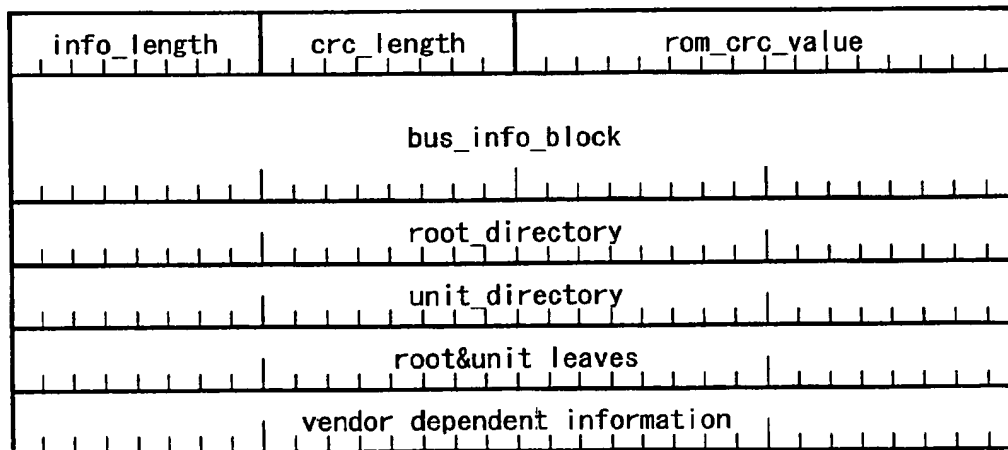 info_length crc_length rom_crc_value
bus_info_block
root_directory
unit_directory
root&unit leaves
vendor dependent information